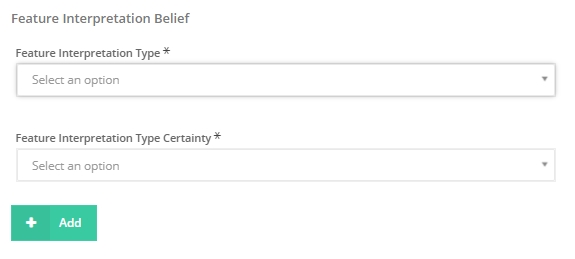 Feature Interpretation Belief
Feature Interpretation Type *
Select an option
Feature Interpretation Type Certainty *
Select an option
+ Add